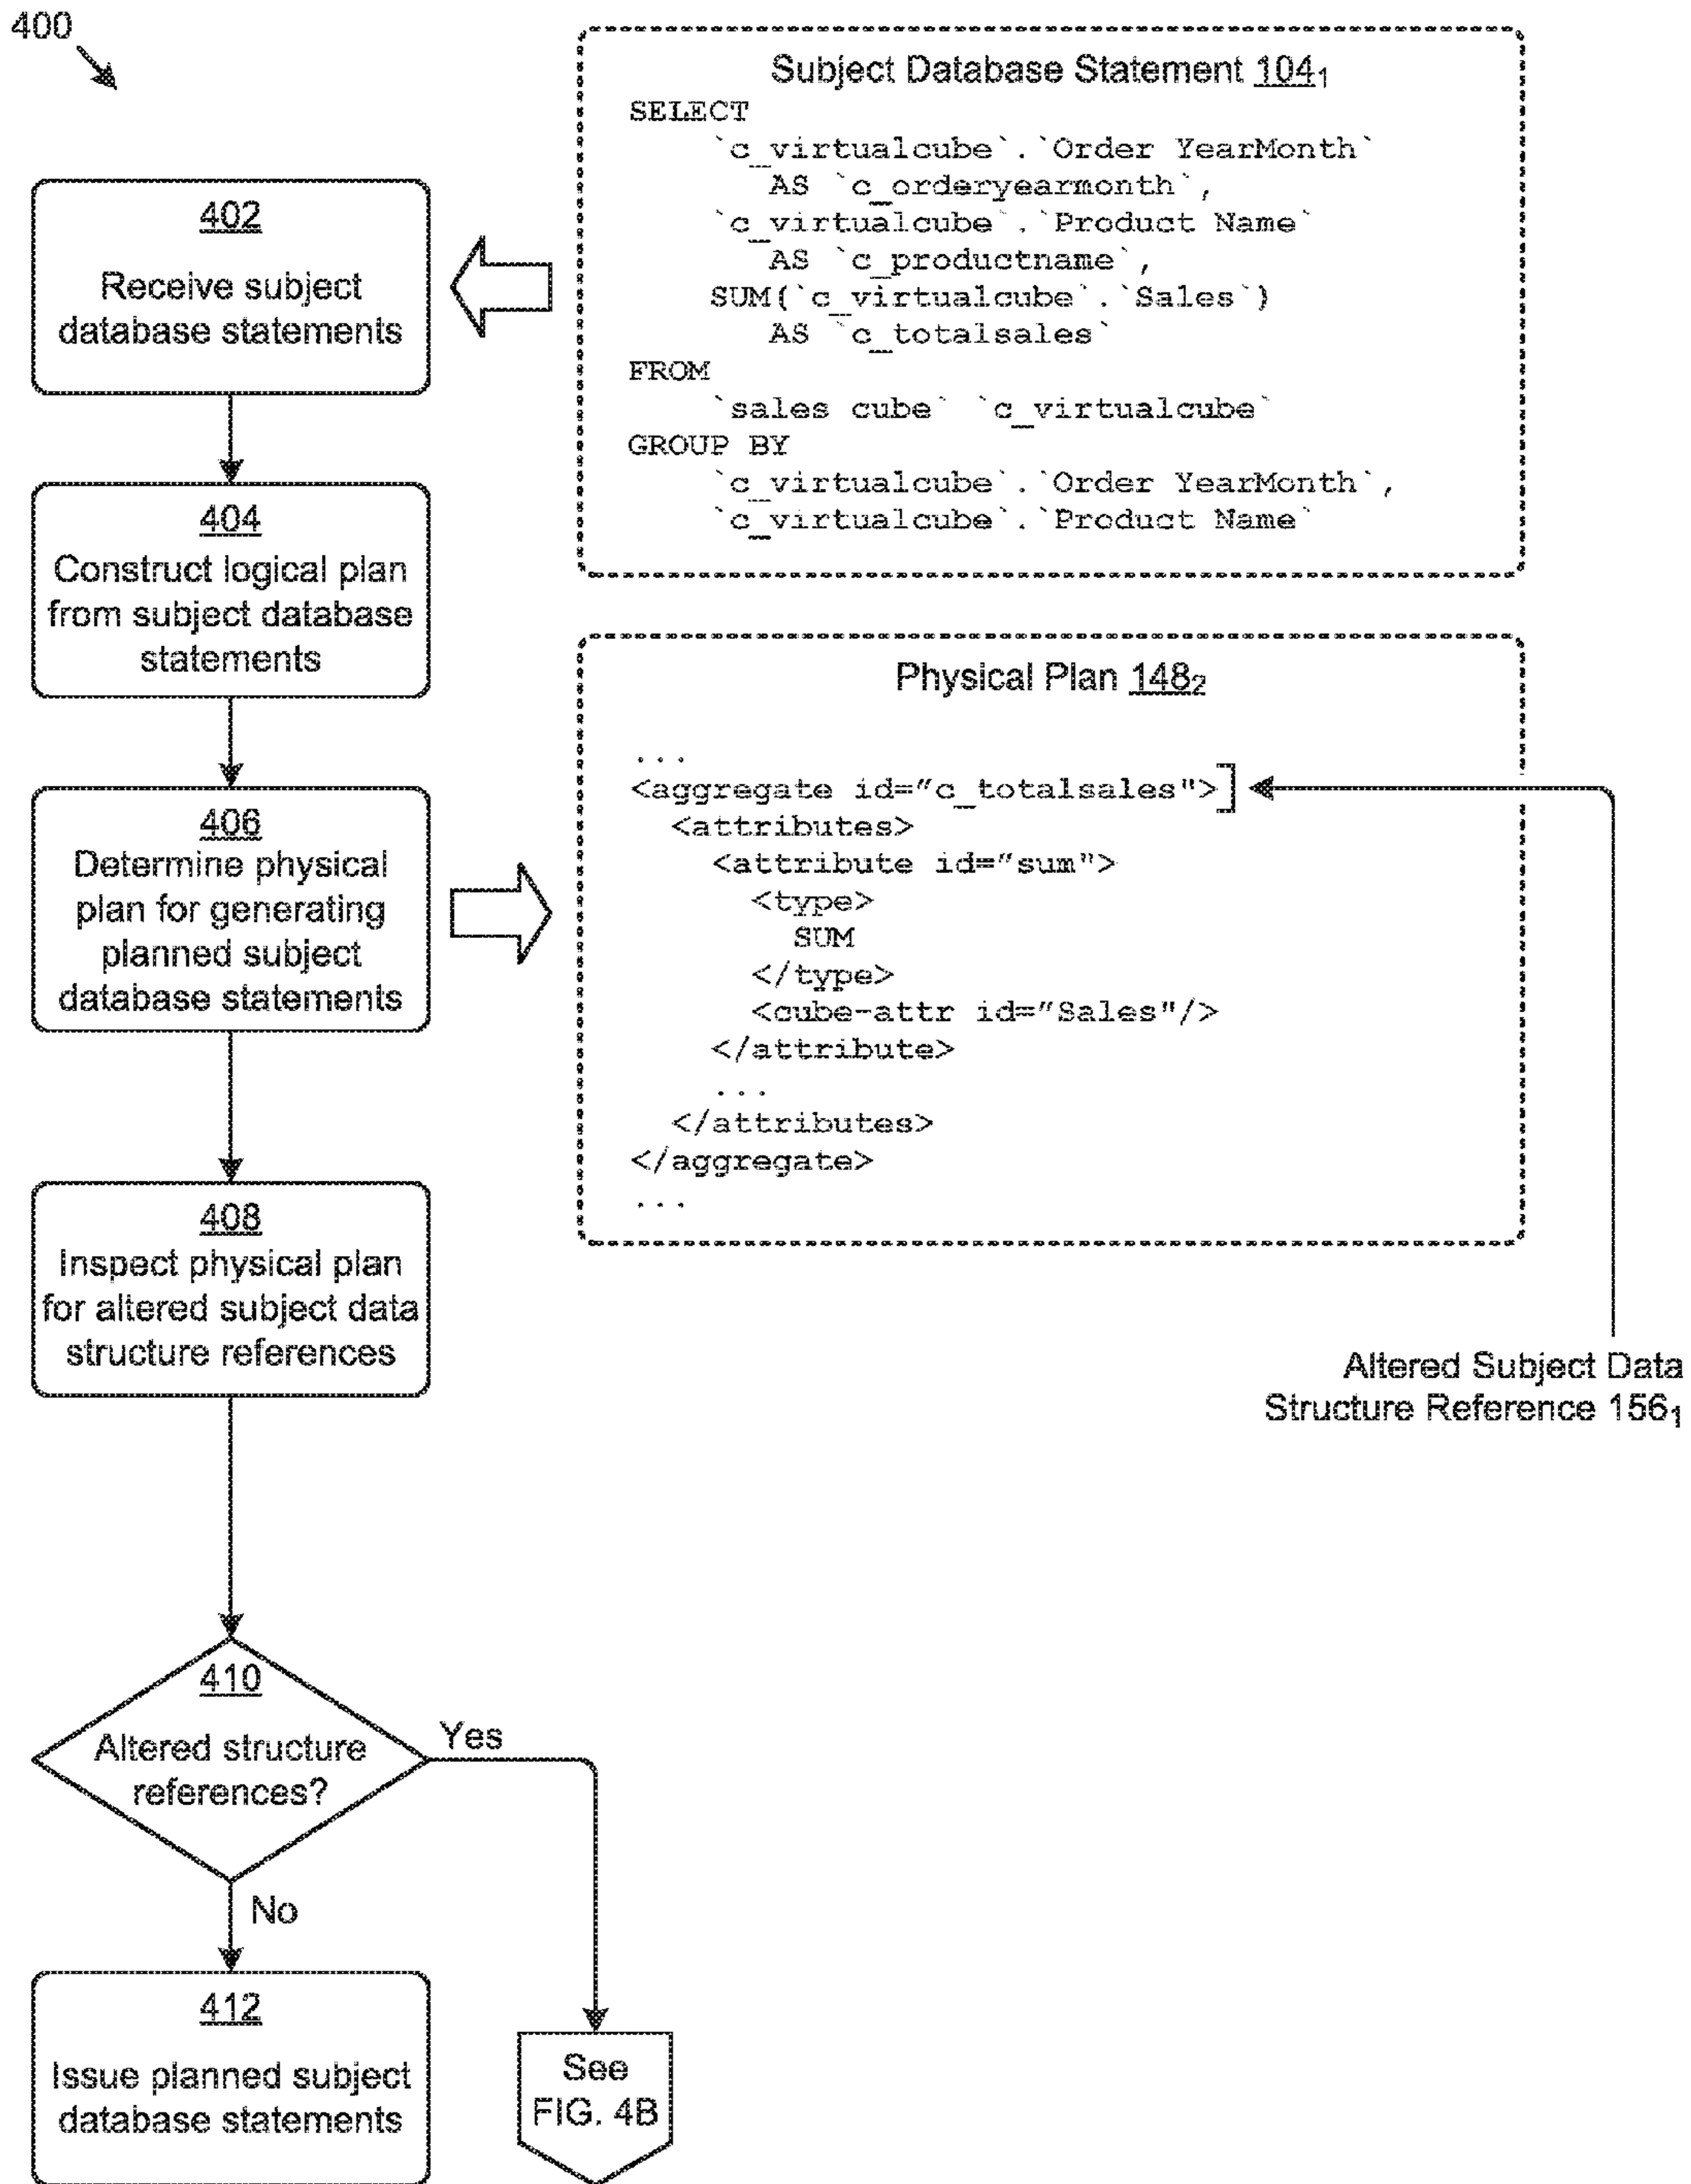 400
Subject Database Statement 104₁
SELECT
`c_virtualcube`.`Order YearMonth`
AS `c_orderyearmonth`,
`c_virtualcube`.`Product Name`
AS `c_productname`,
SUM(`c_virtualcube`.`Sales`)
AS `c_totalsales`
FROM
`sales cube` `c_virtualcube`
GROUP BY
`c_virtualcube`.`Order YearMonth`,
`c_virtualcube`.`Product Name`
402
Receive subject
database statements
404
Construct logical plan
from subject database
statements
406
Determine physical
plan for generating
planned subject
database statements
Physical Plan 148₂
...
<aggregate id="c_totalsales">]
<attributes>
<attribute id="sum">
<type>
SUM
</type>
<cube-attr id="Sales"/>
</attribute>
...
</attributes>
</aggregate>
...
408
Inspect physical plan
for altered subject data
structure references
Altered Subject Data
Structure Reference 156₁
410
Altered structure
references?
Yes
No
412
Issue planned subject
database statements
See
FIG. 4B